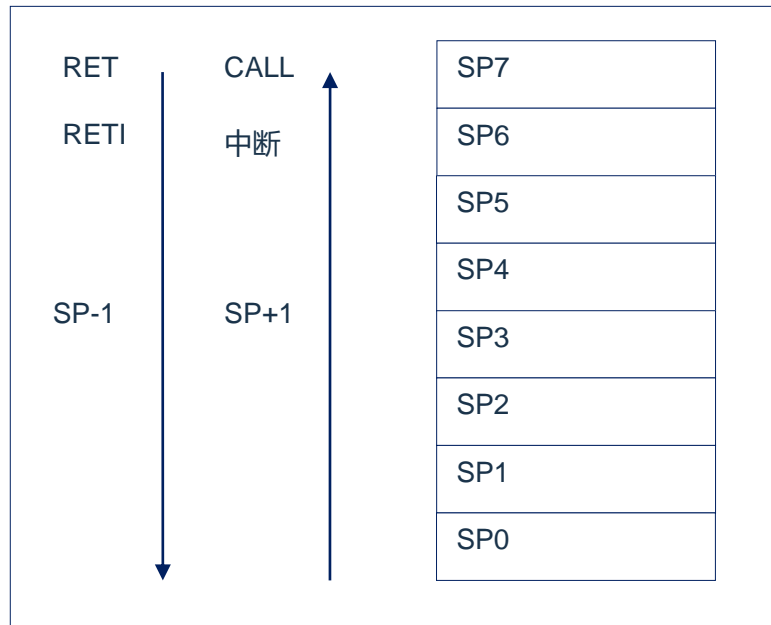 RET CALL SP7
RETI 中断 SP6
SP5
SP4
SP-1 SP+1 SP3
SP2
SP1
SP0